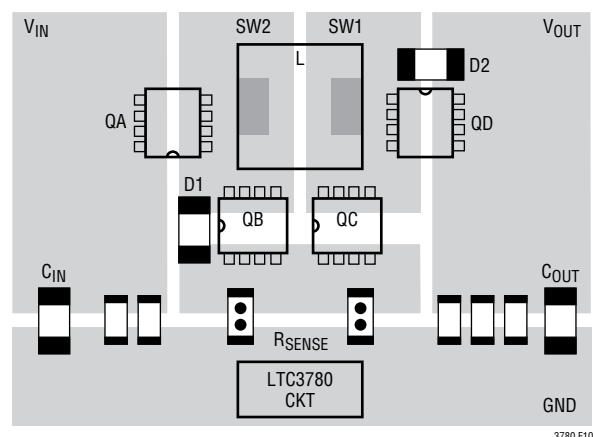 VIN
SW2
SW1
VOUT
L
D2
QA
QD
D1
QB
QC
CIN
COUT
RSENSE
LTC3780
CKT
GND
3780 F10